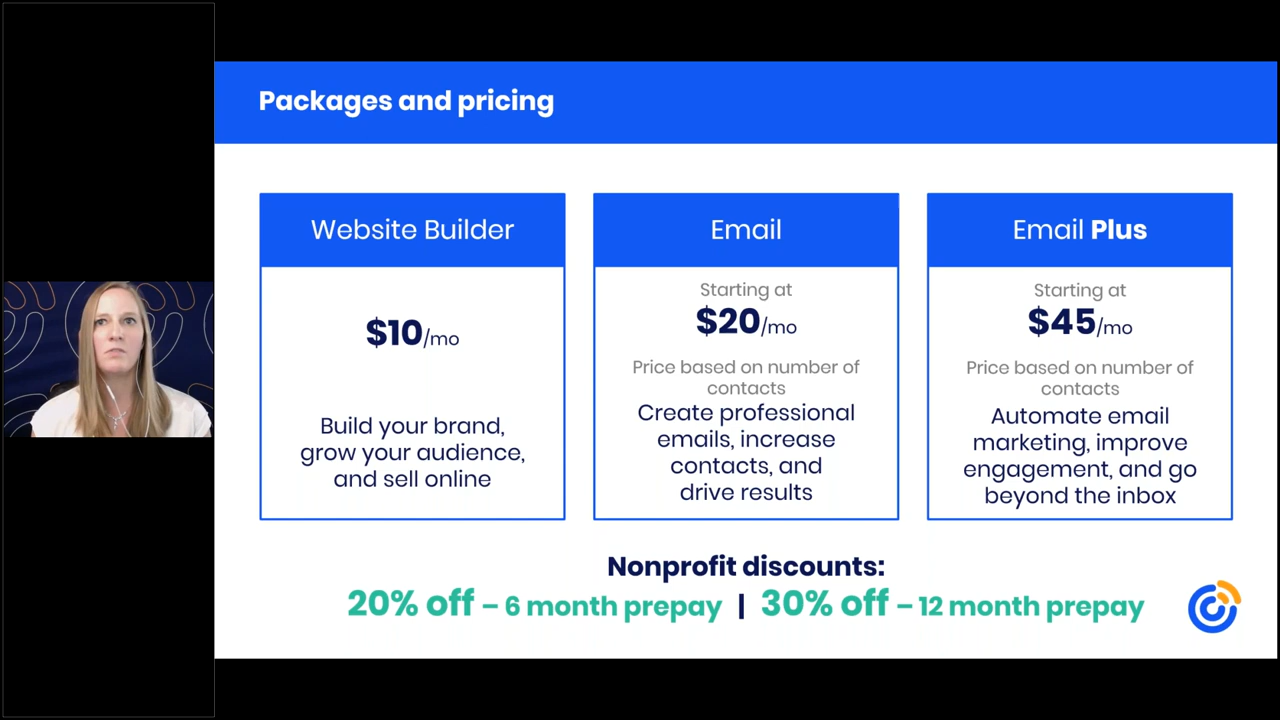 Packages and pricing
Website Builder
$10/mo
Build your brand,
grow your audience,
and sell online
Email
Starting at
$20/mo
Price based on number of
contacts
Create professional
emails, increase
contacts, and
drive results
Email Plus
Starting at
$45/mo
Price based on number of
contacts
Automate email
marketing, improve
engagement, and go
beyond the inbox
Nonprofit discounts:
20% off – 6 month prepay | 30% off – 12 month prepay